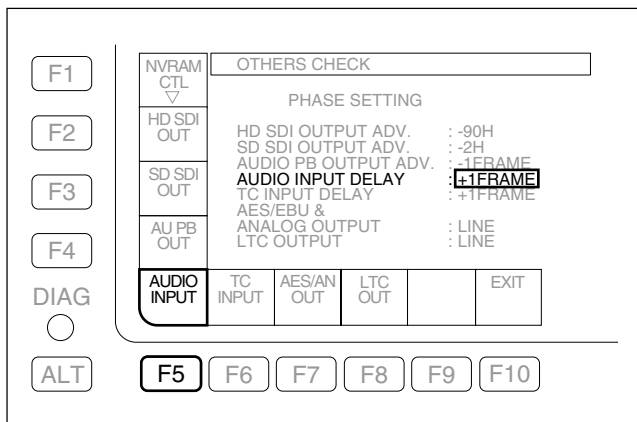 F1
F2
F3
F4
DIAG
ALT
NVRAM
CTL
▽
HD SDI
OUT
SD SDI
OUT
AU PB
OUT
OTHERS CHECK
PHASE SETTING
HD SDI OUTPUT ADV. : -90H
SD SDI OUTPUT ADV. : -2H
AUDIO PB OUTPUT ADV. : -1FRAME
AUDIO INPUT DELAY : +1FRAME
TC INPUT DELAY : +1FRAME
AES/EBU &
ANALOG OUTPUT : LINE
LTC OUTPUT : LINE
AUDIO
INPUT
TC
INPUT
AES/AN
OUT
LTC
OUT
EXIT
F5
F6
F7
F8
F9
F10